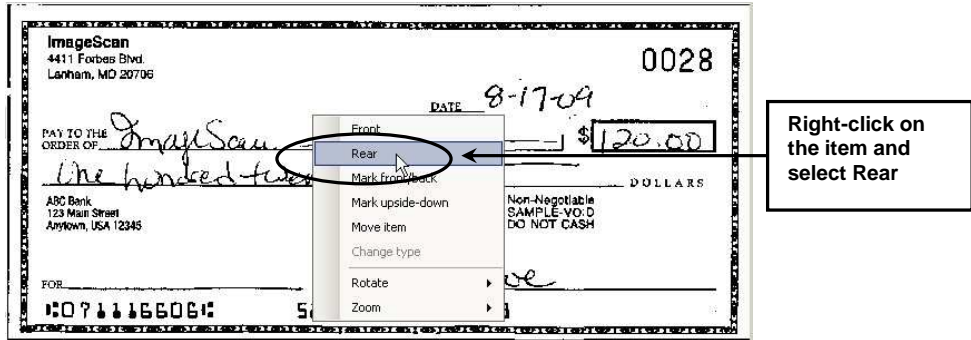 ImageScan
4411 Forbes Blvd.
Lanham, MD 20706
0028
DATE 8-17-09
PAY TO THE
ORDER OF ImageScan $ 120.00
One hundred
DOLLARS
ABC Bank
123 Main Street
Anytown, USA 12345
Non-Negotiable
SAMPLE-VOID
DO NOT CASH
FOR
Front
Rear
Mark front/back
Mark upside-down
Move item
Change type
Rotate
Zoom
Right-click on
the item and
select Rear